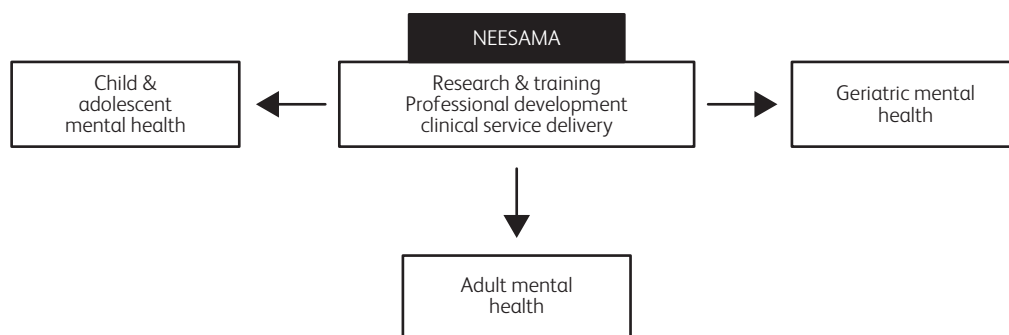 NEESAMA
Child &
adolescent
mental health
Research & training
Professional development
clinical service delivery
Geriatric mental
health
Adult mental
health